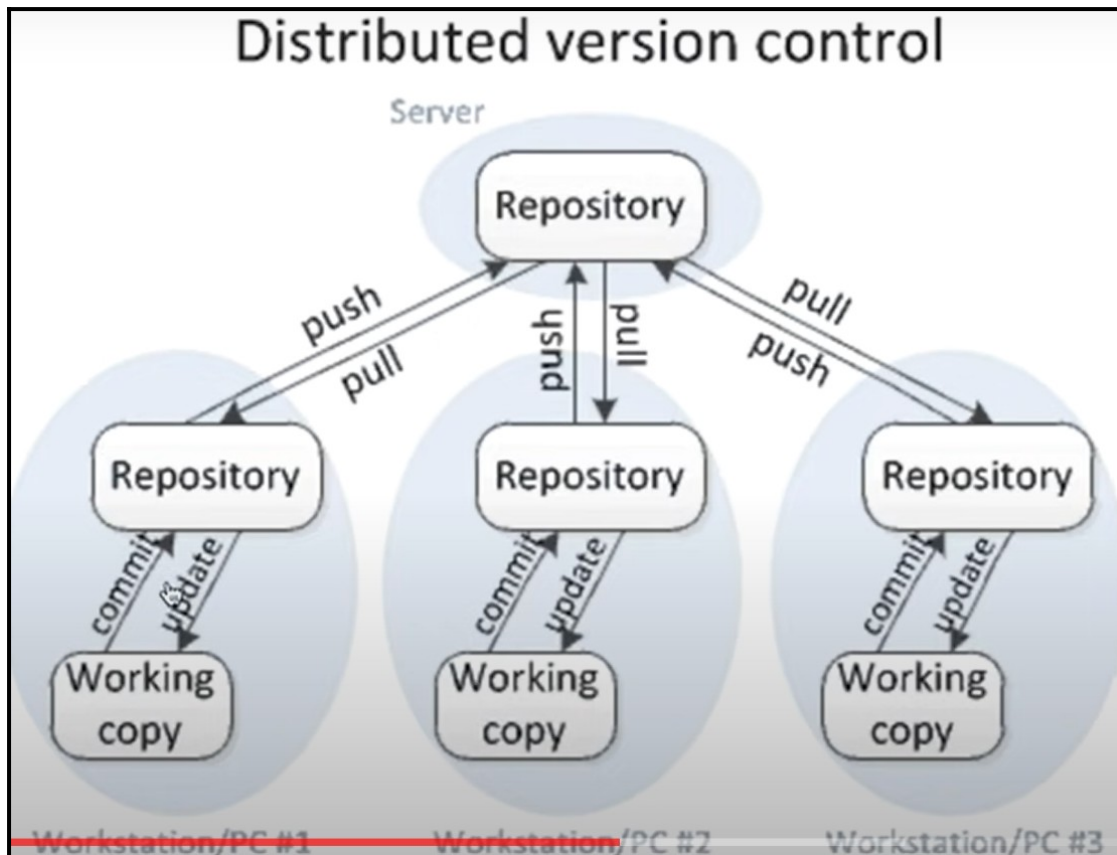 Distributed version control
Server
Repository
push
pull
push
pull
pull
push
Repository
Repository
Repository
commit
update
commit
update
commit
update
Working
copy
Working
copy
Working
copy
Workstation/PC #1
Workstation/PC #2
Workstation/PC #3